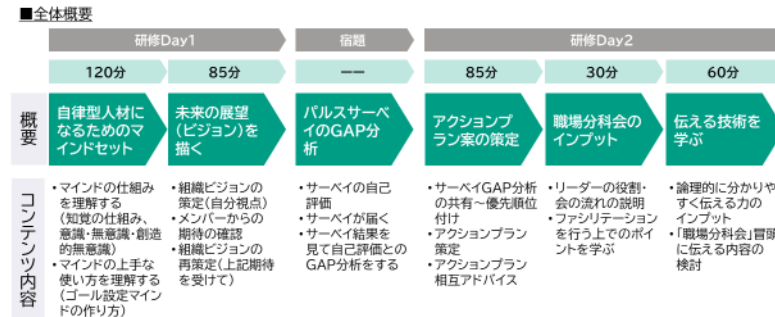 ■全体概要
研修Day1
宿題
研修Day2
120分
85分
ーー
85分
30分
60分
概要
自律型人材に
なるためのマ
インドセット
未来の展望
(ビジョン)を
描く
パルスサーベ
イのGAP分
析
アクションプ
ラン案の策定
職場分科会の
インプット
伝える技術を
学ぶ
コンテンツ内容
・マインドの仕組み
を理解する
(知覚の仕組み、
意識・無意識・創造
的無意識)
・マインドの上手な
使い方を理解する
(ゴール設定マイン
ドの作り方)
・組織ビジョンの
策定(自分視点)
・メンバーからの
期待の確認
・組織ビジョンの
再策定(上記期待
を受けて)
・サーベイの自己
評価
・サーベイが届く
・サーベイ結果を
見て自己評価との
GAP分析をする
・サーベイGAP分析
の共有～優先順位
付け
・アクションプラン
策定
・アクションプラン
相互アドバイス
・リーダーの役割・
会の流れの説明
・ファシリテーション
を行う上でのポイ
ントを学ぶ
・論理的に分かりや
すく伝える力の
インプット
・「職場分科会」冒頭
に伝える内容の
検討